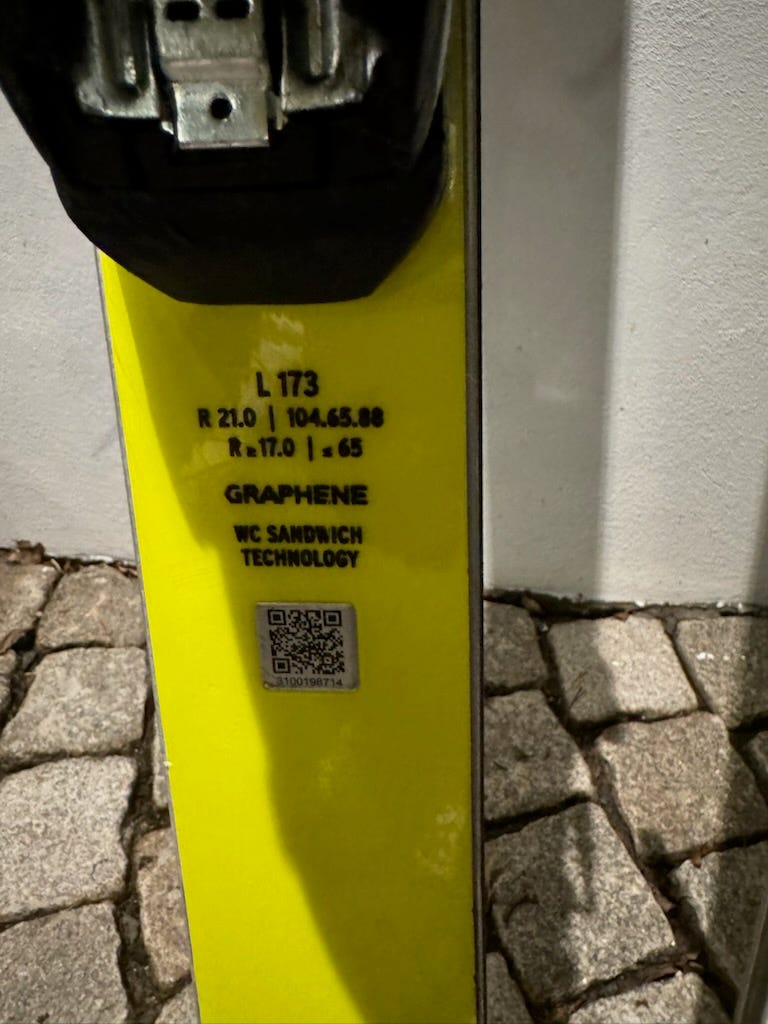 L 173
R 21.0 | 104.65.88
R ≥ 17.0 | ≤ 65
GRAPHENE
WC SANDWICH
TECHNOLOGY
3100198714